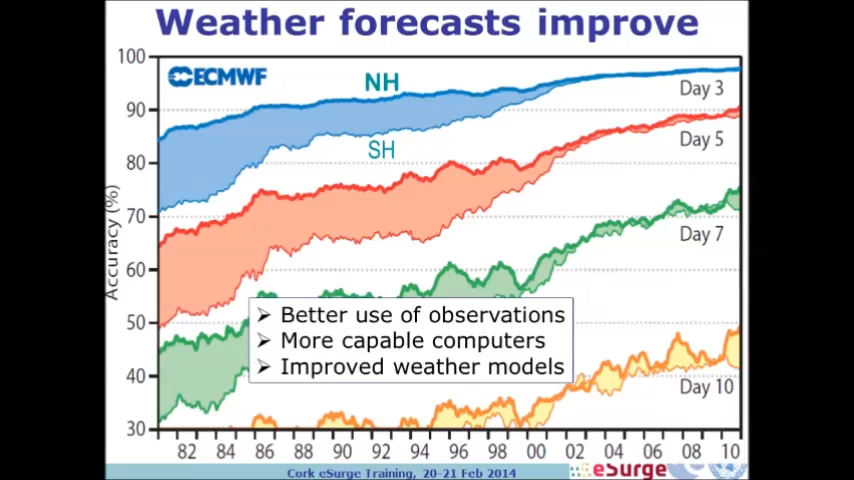 Weather forecasts improve
100
90
80
70
60
50
40
30
Accuracy (%)
ECMWF
NH
SH
Day 3
Day 5
Day 7
Day 10
➢ Better use of observations
➢ More capable computers
➢ Improved weather models
82 84 86 88 90 92 94 96 98 00 02 04 06 08 10
Cork eSurge Training, 20-21 Feb 2014
eSurge